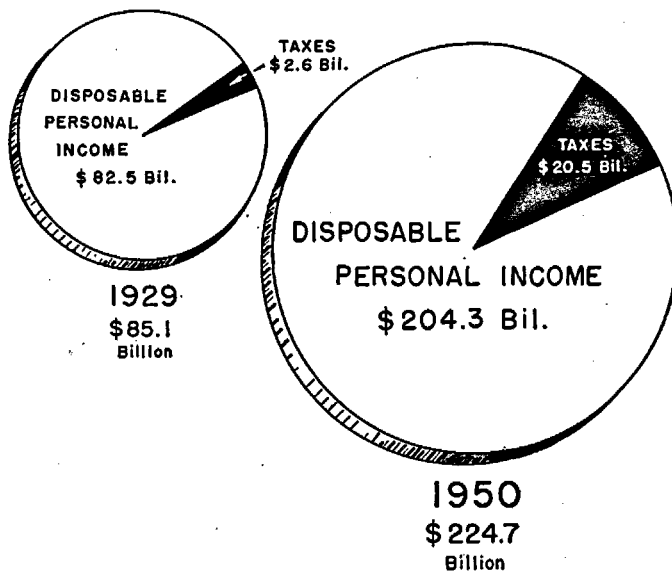 TAXES
$2.6 Bil.
DISPOSABLE
PERSONAL
INCOME
$82.5 Bil.
1929
$85.1
Billion
TAXES
$20.5 Bil.
DISPOSABLE
PERSONAL INCOME
$204.3 Bil.
1950
$224.7
Billion